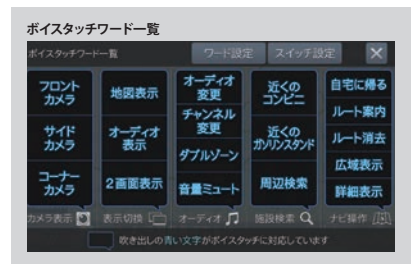 ボイスタッチワード一覧
ボイスタッチワード一覧 ワード設定 スイッチ設定
フロント
カメラ
サイド
カメラ
コーナー
カメラ
カメラ表示
地図表示
オーディオ
表示
2画面表示
表示切換
オーディオ
変更
チャンネル
変更
ダブルゾーン
音量ミュート
オーディオ
近くの
コンビニ
近くの
ガソリンスタンド
周辺検索
施設検索
自宅に帰る
ルート案内
ルート消去
広域表示
詳細表示
ナビ操作
吹き出しの青い文字がボイスタッチに対応しています